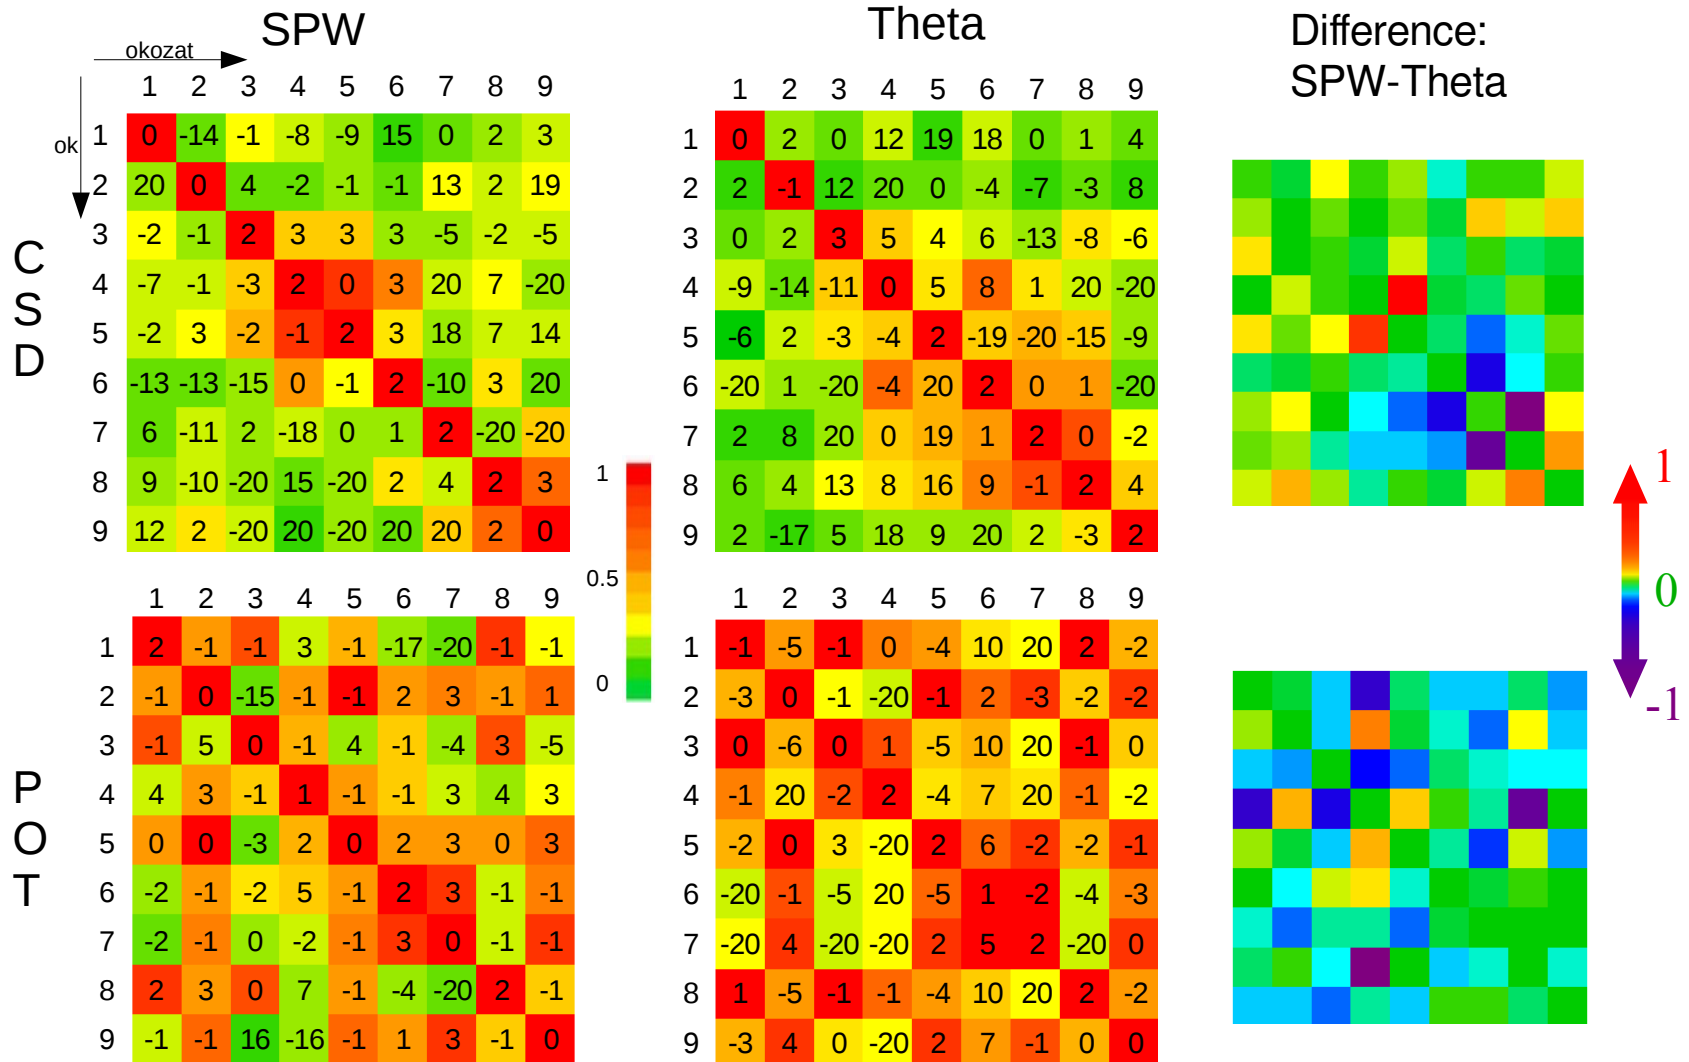 SPW
Theta
Difference:
SPW-Theta
okozat
ok
1 2 3 4 5 6 7 8 9
1 0 -14 -1 -8 -9 15 0 2 3
2 20 0 4 -2 -1 -1 13 2 19
3 -2 -1 2 3 3 3 -5 -2 -5
4 -7 -1 -3 2 0 3 20 7 -20
5 -2 3 -2 -1 2 3 18 7 14
6 -13 -13 -15 0 -1 2 -10 3 20
7 6 -11 2 -18 0 1 2 -20 -20
8 9 -10 -20 15 -20 2 4 2 3
9 12 2 -20 20 -20 20 20 2 0
1 2 3 4 5 6 7 8 9
1 0 2 0 12 19 18 0 1 4
2 2 -1 12 20 0 -4 -7 -3 8
3 0 2 3 5 4 6 -13 -8 -6
4 -9 -14 -11 0 5 8 1 20 -20
5 -6 2 -3 -4 2 -19 -20 -15 -9
6 -20 1 -20 -4 20 2 0 1 -20
7 2 8 20 0 19 1 2 0 -2
8 6 4 13 8 16 9 -1 2 4
9 2 -17 5 18 9 20 2 -3 2
C
S
D
1
0.5
0
1
0
-1
P
O
T
1 2 3 4 5 6 7 8 9
1 2 -1 -1 3 -1 -17 -20 -1 -1
2 -1 0 -15 -1 -1 2 3 -1 1
3 -1 5 0 -1 4 -1 -4 3 -5
4 4 3 -1 1 -1 -1 3 4 3
5 0 0 -3 2 0 2 3 0 3
6 -2 -1 -2 5 -1 2 3 -1 -1
7 -2 -1 0 -2 -1 3 0 -1 -1
8 2 3 0 7 -1 -4 -20 2 -1
9 -1 -1 16 -16 -1 1 3 -1 0
1 2 3 4 5 6 7 8 9
1 -1 -5 -1 0 -4 10 20 2 -2
2 -3 0 -1 -20 -1 2 -3 -2 -2
3 0 -6 0 1 -5 10 20 -1 0
4 -1 20 -2 2 -4 7 20 -1 -2
5 -2 0 3 -20 2 6 -2 -2 -1
6 -20 -1 -5 20 -5 1 -2 -4 -3
7 -20 4 -20 -20 2 5 2 -20 0
8 1 -5 -1 -1 -4 10 20 2 -2
9 -3 4 0 -20 2 7 -1 0 0